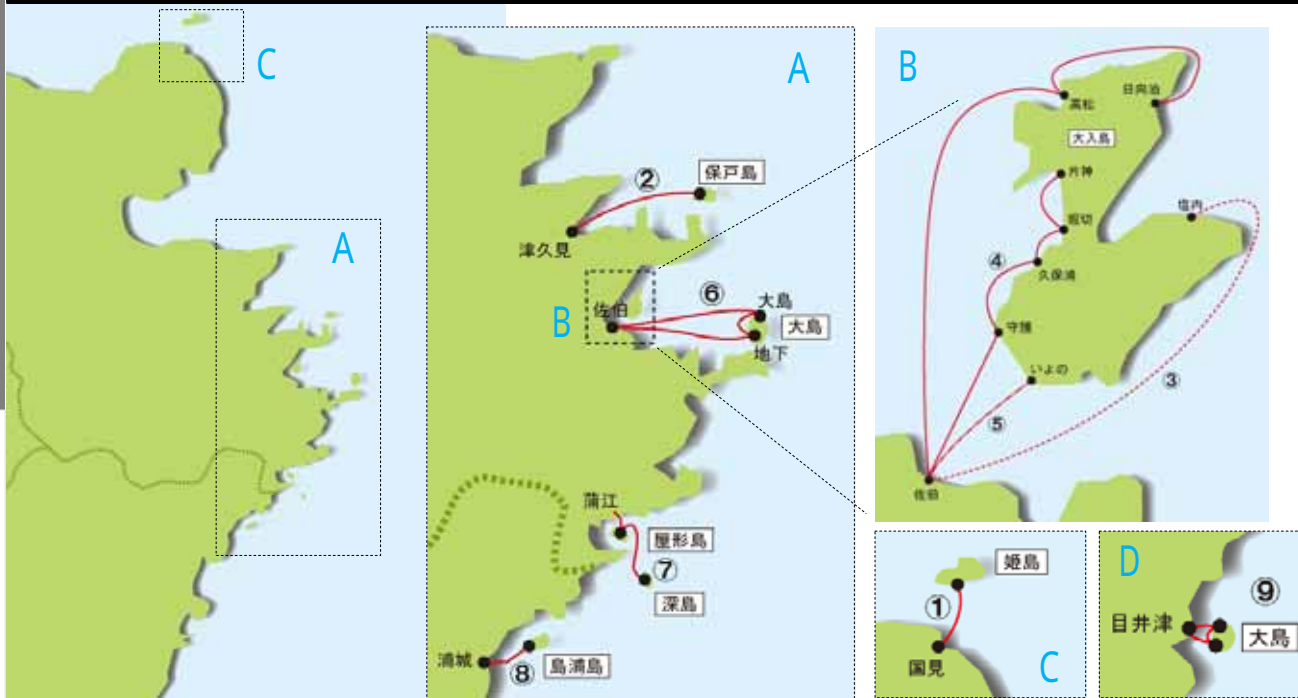 C
A
A
②
保戸島
津久見
B
佐伯
⑥
大島
大島
地下
蒲江
屋形島
⑦
深島
浦城
⑧
島浦島
B
高松
日向泊
大入島
片神
堀切
塩内
④
久保浦
守後
いよの
③
⑤
佐伯
姫島
①
国見
C
D
⑨
目井津
大島